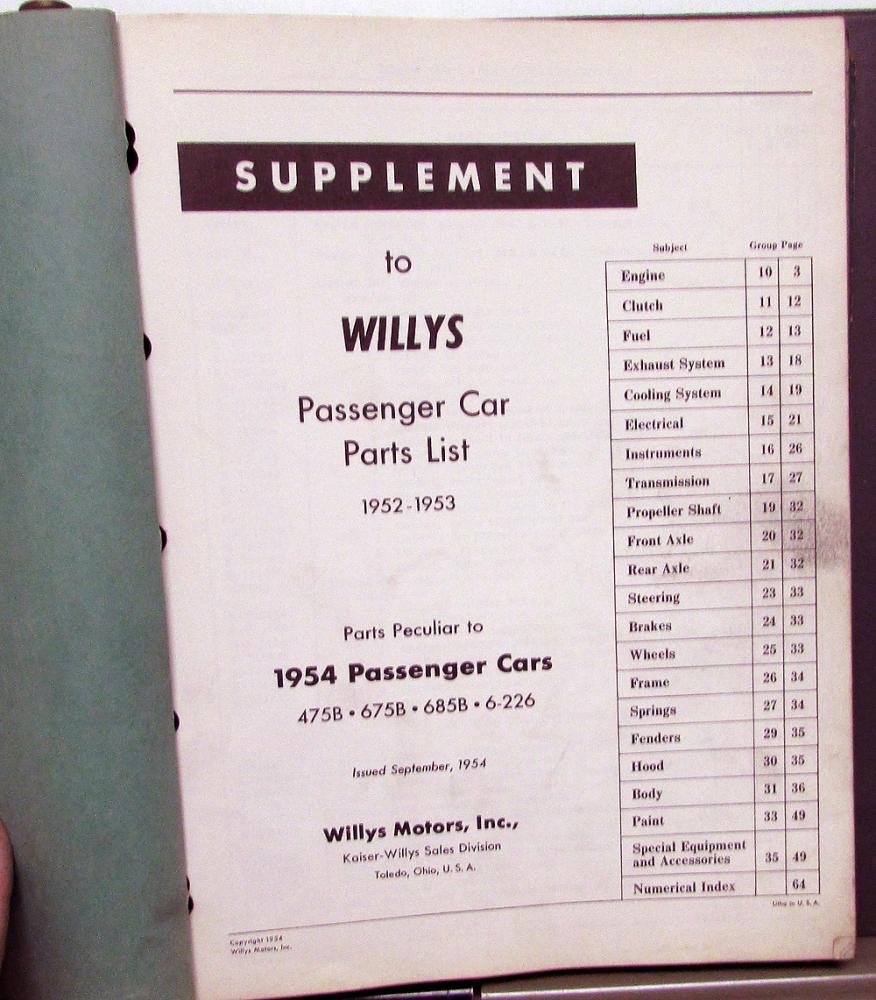 SUPPLEMENT
to
WILLYS
Passenger Car
Parts List
1952-1953
Parts Peculiar to
1954 Passenger Cars
475B • 675B • 685B • 6-226
Issued September, 1954
Willys Motors, Inc.,
Kaiser-Willys Sales Division
Toledo, Ohio, U. S. A.
Subject Group Page
Engine 10 3
Clutch 11 12
Fuel 12 13
Exhaust System 13 18
Cooling System 14 19
Electrical 15 21
Instruments 16 26
Transmission 17 27
Propeller Shaft 19 32
Front Axle 20 32
Rear Axle 21 32
Steering 23 33
Brakes 24 33
Wheels 25 33
Frame 26 34
Springs 27 34
Fenders 29 35
Hood 30 35
Body 31 36
Paint 33 49
Special Equipment
and Accessories 35 49
Numerical Index 64
Litho in U. S. A.
Copyright 1954
Willys Motors, Inc.